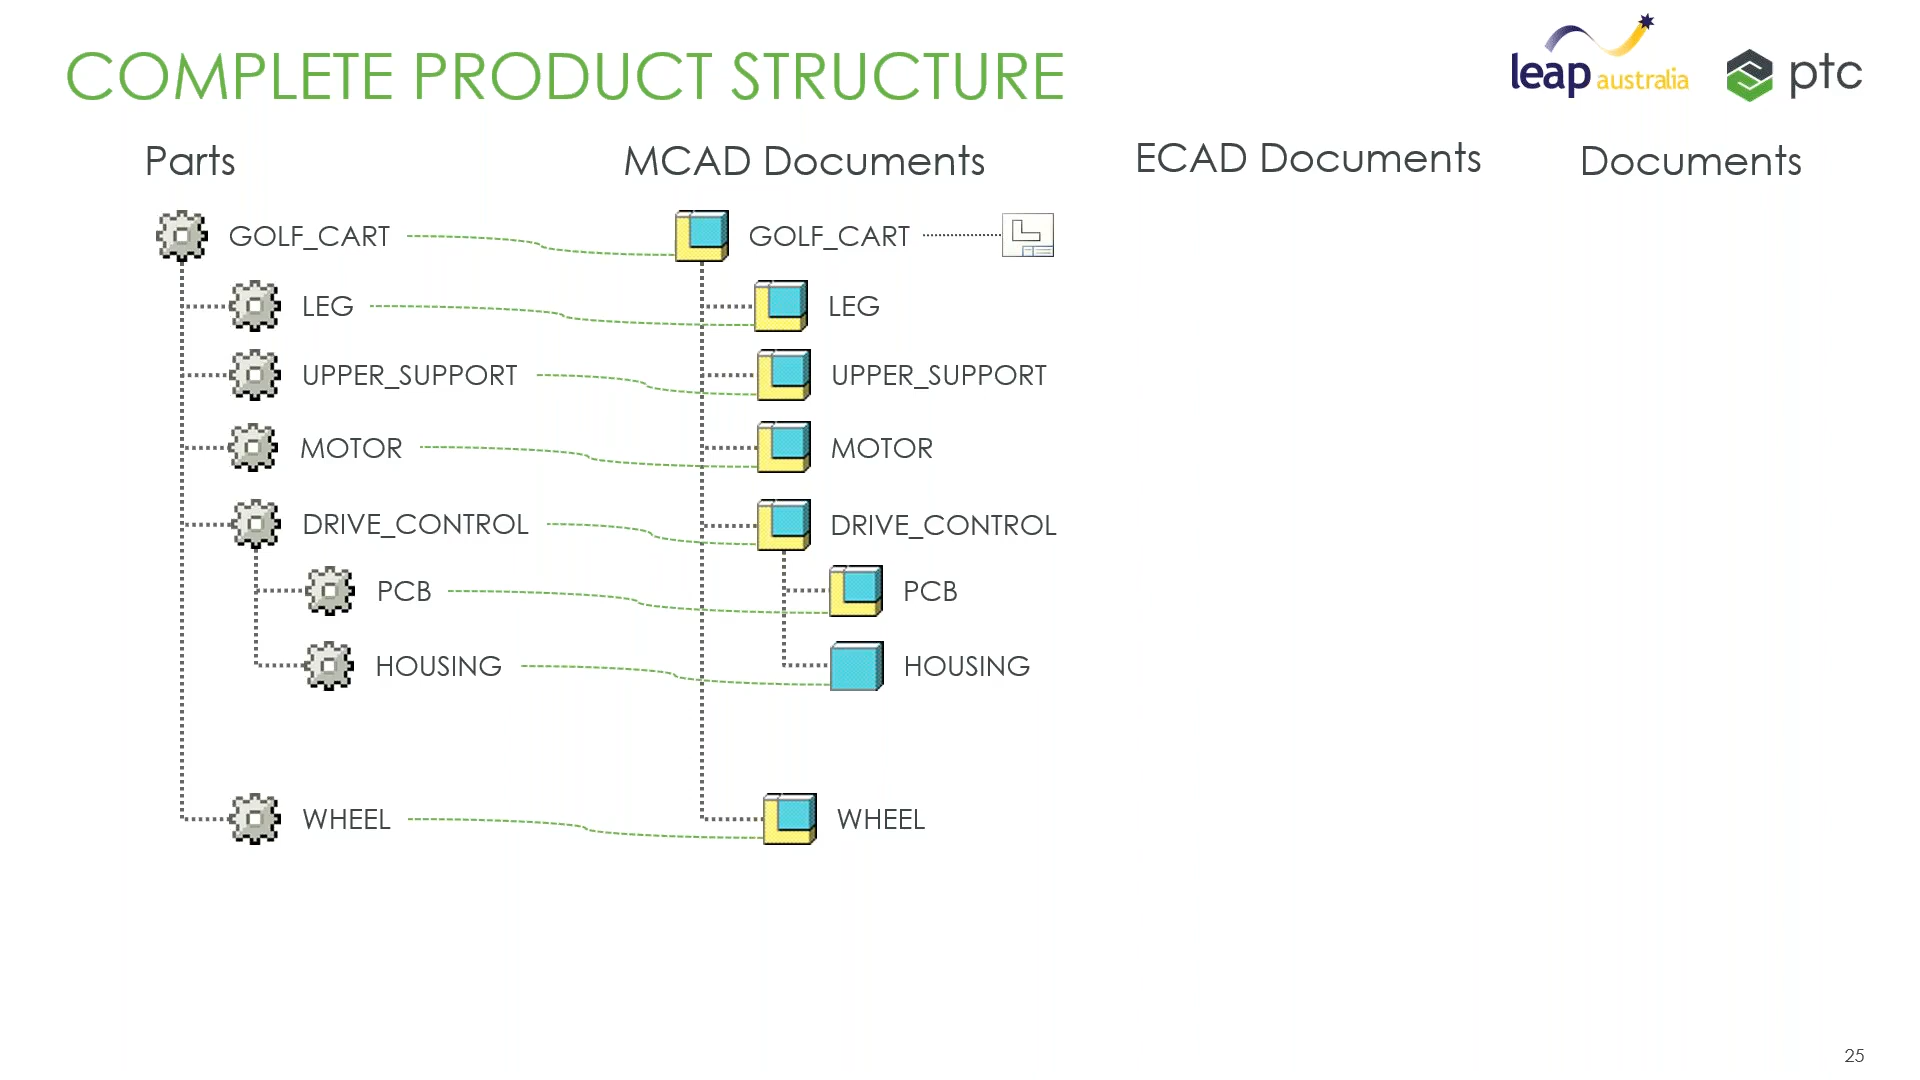 COMPLETE PRODUCT STRUCTURE
leap australia
ptc
Parts
MCAD Documents
ECAD Documents
Documents
GOLF_CART
GOLF_CART
LEG
LEG
UPPER_SUPPORT
UPPER_SUPPORT
MOTOR
MOTOR
DRIVE_CONTROL
DRIVE_CONTROL
PCB
PCB
HOUSING
HOUSING
WHEEL
WHEEL
25